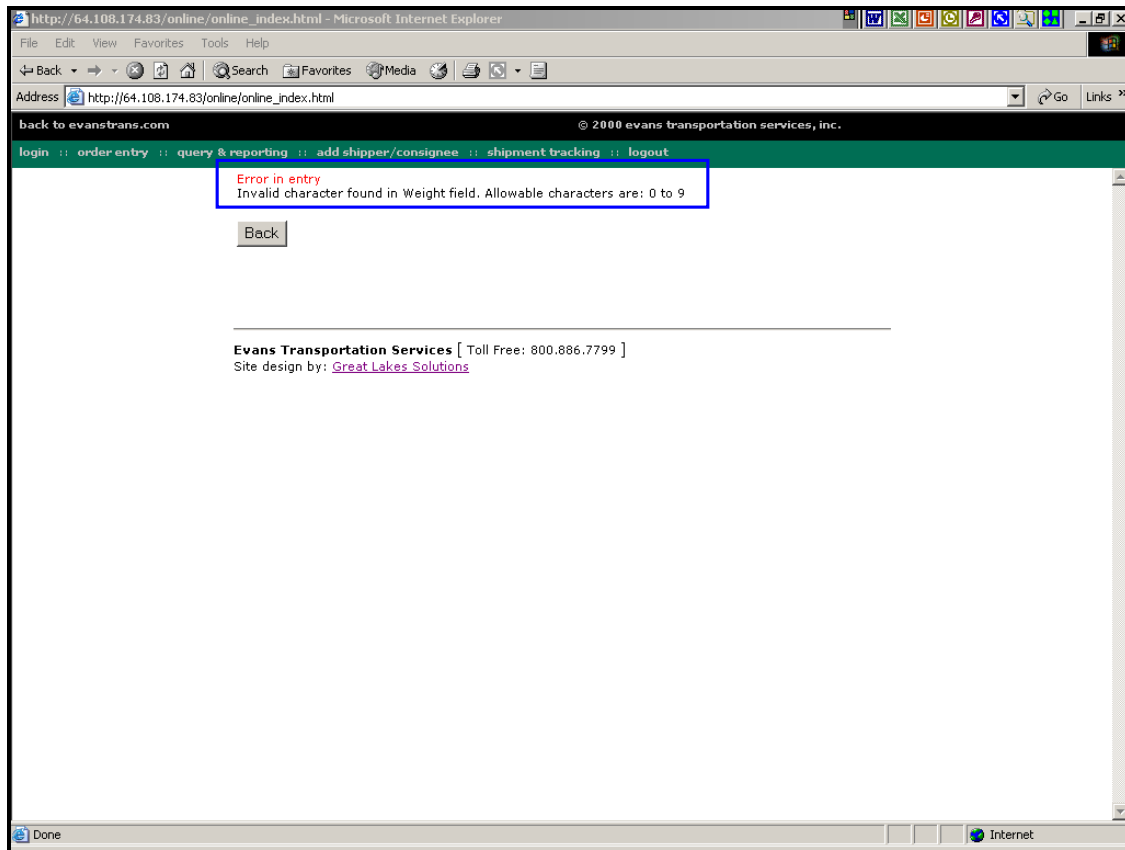 http://64.108.174.83/online/online_index.html - Microsoft Internet Explorer
File Edit View Favorites Tools Help
Back Search Favorites Media
Address http://64.108.174.83/online/online_index.html Go Links »
back to evanstrans.com © 2000 evans transportation services, inc.
login :: order entry :: query & reporting :: add shipper/consignee :: shipment tracking :: logout
Error in entry
Invalid character found in Weight field. Allowable characters are: 0 to 9
Back
Evans Transportation Services [ Toll Free: 800.886.7799 ]
Site design by: Great Lakes Solutions
Done Internet